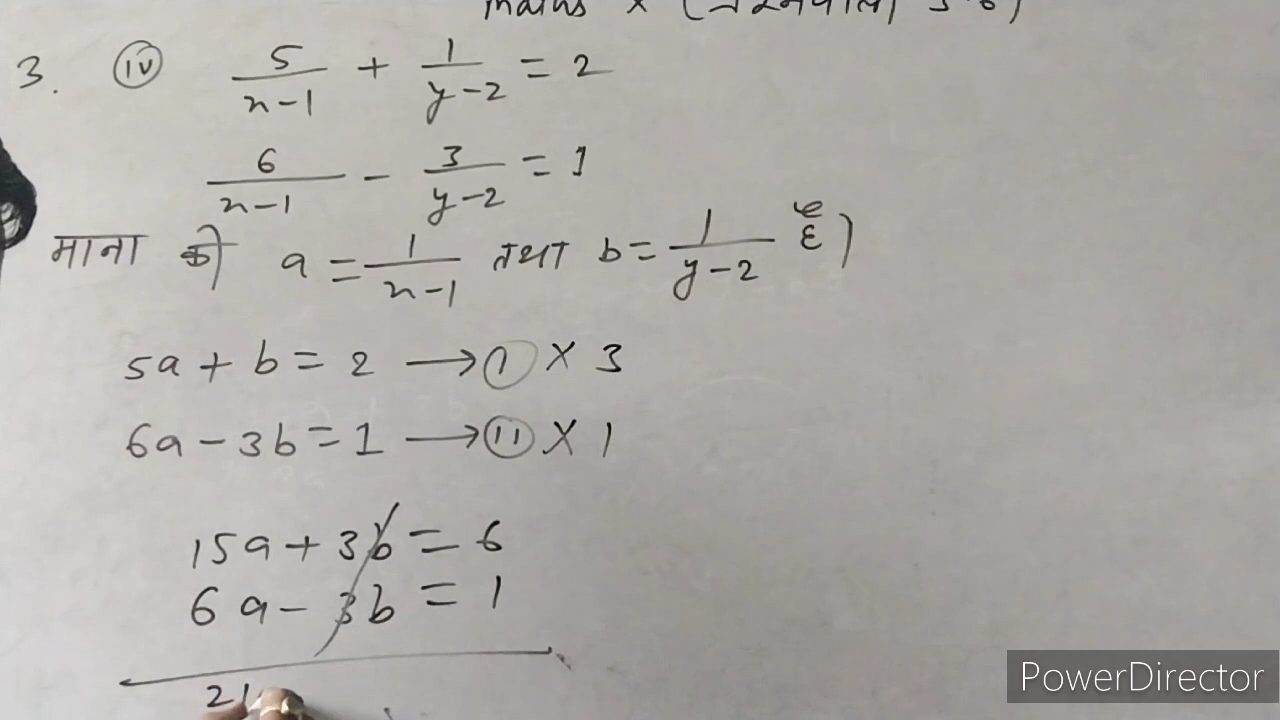 maths x
3. (iv) 5/(x-1) + 1/(y-2) = 2
6/(x-1) - 3/(y-2) = 1
माना की a = 1/(x-1) तथा b = 1/(y-2) है)
5a + b = 2 → (i) × 3
6a - 3b = 1 → (ii) × 1
15a + 3b = 6
6a - 3b = 1
21
PowerDirector